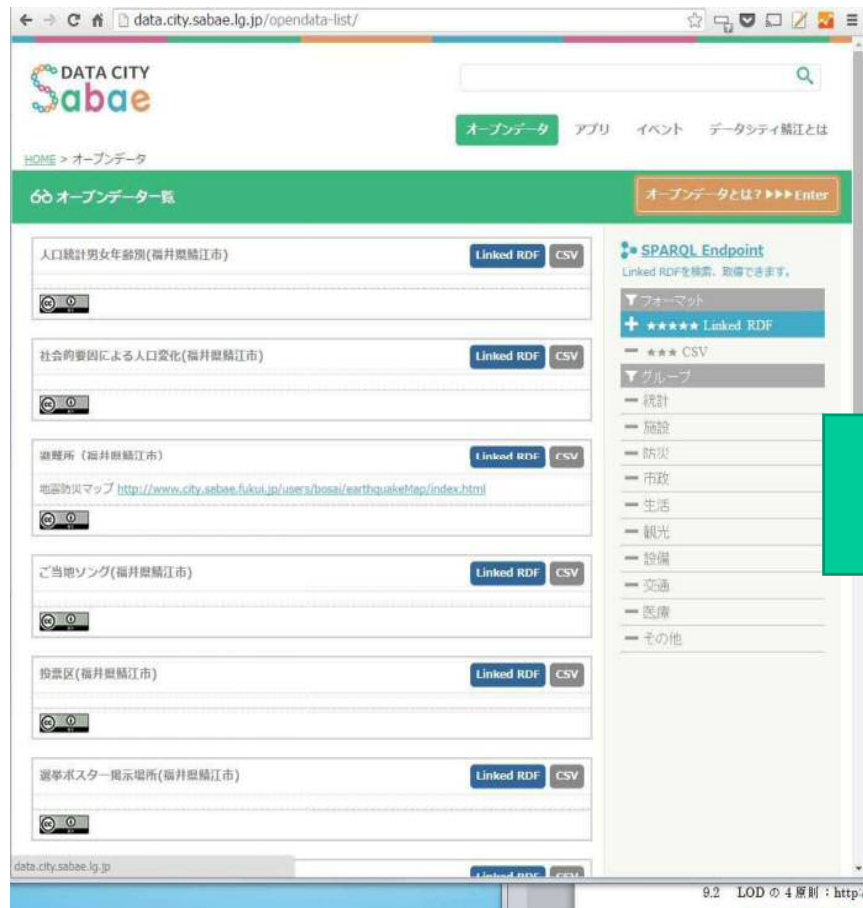 data.city.sabae.lg.jp/opendata-list/
DATA CITY
Sabae
オープンデータ アプリ イベント データシティ鯖江とは
HOME > オープンデータ
オープンデータ一覧
オープンデータとは?▶▶▶Enter
人口統計男女年齢別(福井県鯖江市) Linked RDF CSV
社会的要因による人口変化(福井県鯖江市) Linked RDF CSV
避難所（福井県鯖江市） Linked RDF CSV
地震防災マップ http://www.city.sabae.fukui.jp/users/bosai/earthquakeMap/index.html
ご当地ソング(福井県鯖江市) Linked RDF CSV
投票区(福井県鯖江市) Linked RDF CSV
選挙ポスター掲示場所(福井県鯖江市) Linked RDF CSV
Linked RDF CSV
SPARQL Endpoint
Linked RDFを検索、取得できます。
▼フォーマット
+ ★★★★★ Linked RDF
− ★★★ CSV
▼グループ
− 統計
− 施設
− 防災
− 市政
− 生活
− 観光
− 設備
− 交通
− 医療
− その他
data.city.sabae.lg.jp
9.2 LOD の 4 原則：http: